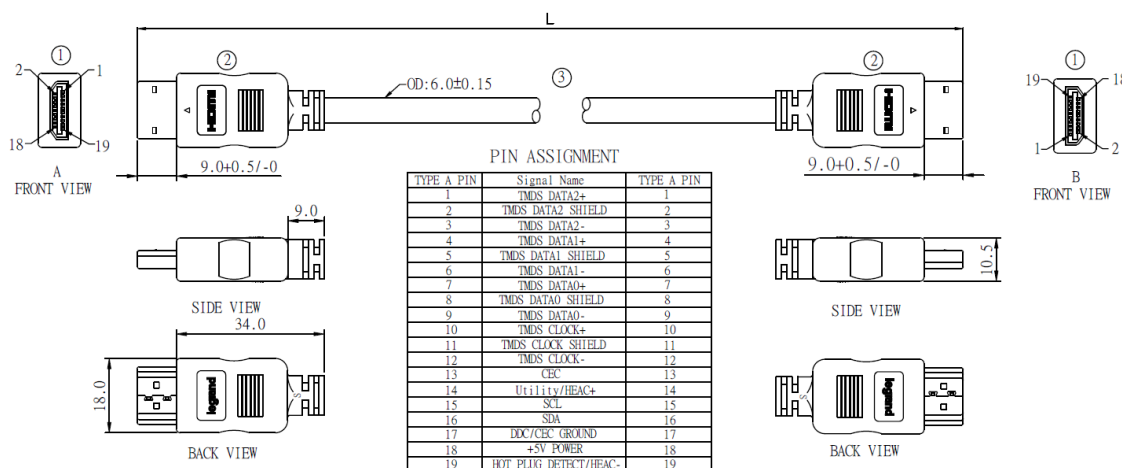 L
1
2
3
2
1
2
1
18
19
A
FRONT VIEW
HDMI
OD:6.0±0.15
HDMI
19
18
1
2
B
FRONT VIEW
9.0+0.5/-0
9.0+0.5/-0
PIN ASSIGNMENT
TYPE A PIN Signal Name TYPE A PIN
1 TMDS DATA2+ 1
2 TMDS DATA2 SHIELD 2
3 TMDS DATA2- 3
4 TMDS DATA1+ 4
5 TMDS DATA1 SHIELD 5
6 TMDS DATA1- 6
7 TMDS DATA0+ 7
8 TMDS DATA0 SHIELD 8
9 TMDS DATA0- 9
10 TMDS CLOCK+ 10
11 TMDS CLOCK SHIELD 11
12 TMDS CLOCK- 12
13 CEC 13
14 Utility/HEAC+ 14
15 SCL 15
16 SDA 16
17 DDC/CEC GROUND 17
18 +5V POWER 18
19 HOT PLUG DETECT/HEAC- 19
9.0
SIDE VIEW
10.5
SIDE VIEW
34.0
18.0
legrand
S
BACK VIEW
legrand
S
BACK VIEW